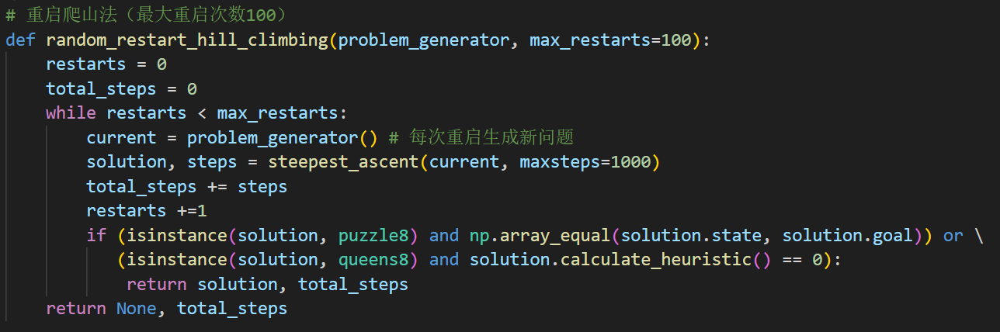 # 重启爬山法（最大重启次数100）
def random_restart_hill_climbing(problem_generator, max_restarts=100):
    restarts = 0
    total_steps = 0
    while restarts < max_restarts:
        current = problem_generator() # 每次重启生成新问题
        solution, steps = steepest_ascent(current, maxsteps=1000)
        total_steps += steps
        restarts +=1
        if (isinstance(solution, puzzle8) and np.array_equal(solution.state, solution.goal)) or \
           (isinstance(solution, queens8) and solution.calculate_heuristic() == 0):
            return solution, total_steps
    return None, total_steps